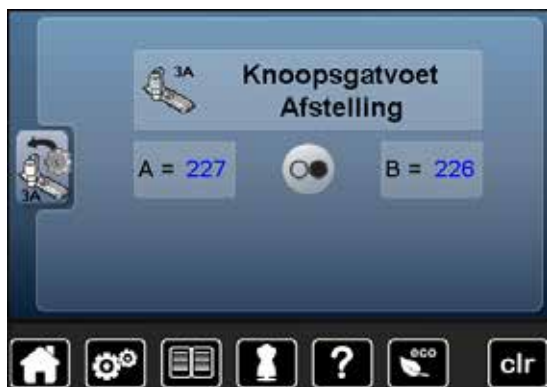 3A Knoopsgatvoet
Afstelling
A = 227 B = 226
3A
? eco clr